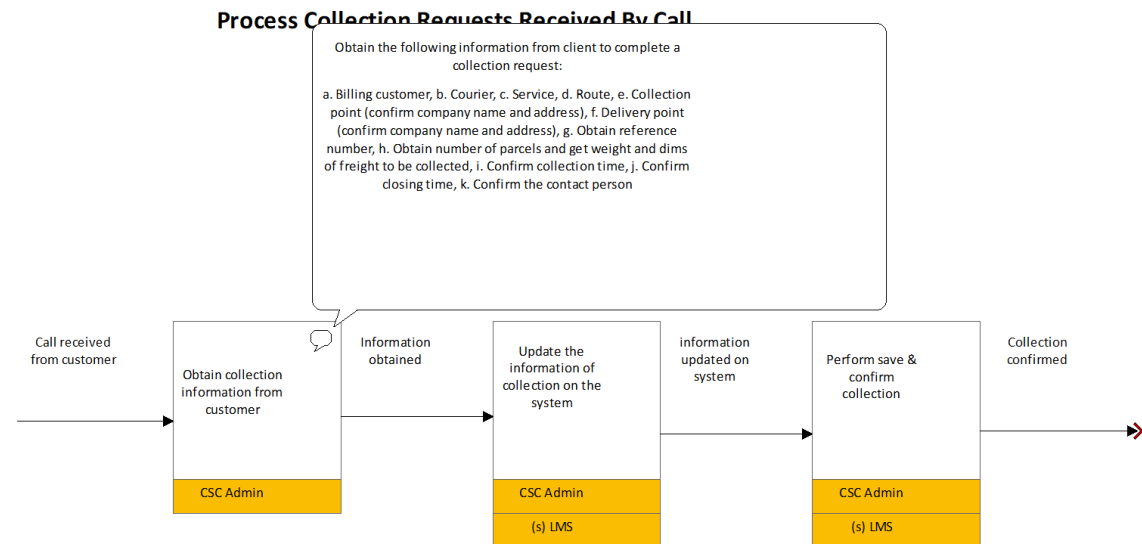 Process Collection Requests Received By Call
Obtain the following information from client to complete a
collection request:
a. Billing customer, b. Courier, c. Service, d. Route, e. Collection
point (confirm company name and address), f. Delivery point
(confirm company name and address), g. Obtain reference
number, h. Obtain number of parcels and get weight and dims
of freight to be collected, i. Confirm collection time, j. Confirm
closing time, k. Confirm the contact person
Call received
from customer
Obtain collection
information from
customer
CSC Admin
Information
obtained
Update the
information of
collection on the
system
CSC Admin
(s) LMS
information
updated on
system
Perform save &
confirm
collection
CSC Admin
(s) LMS
Collection
confirmed